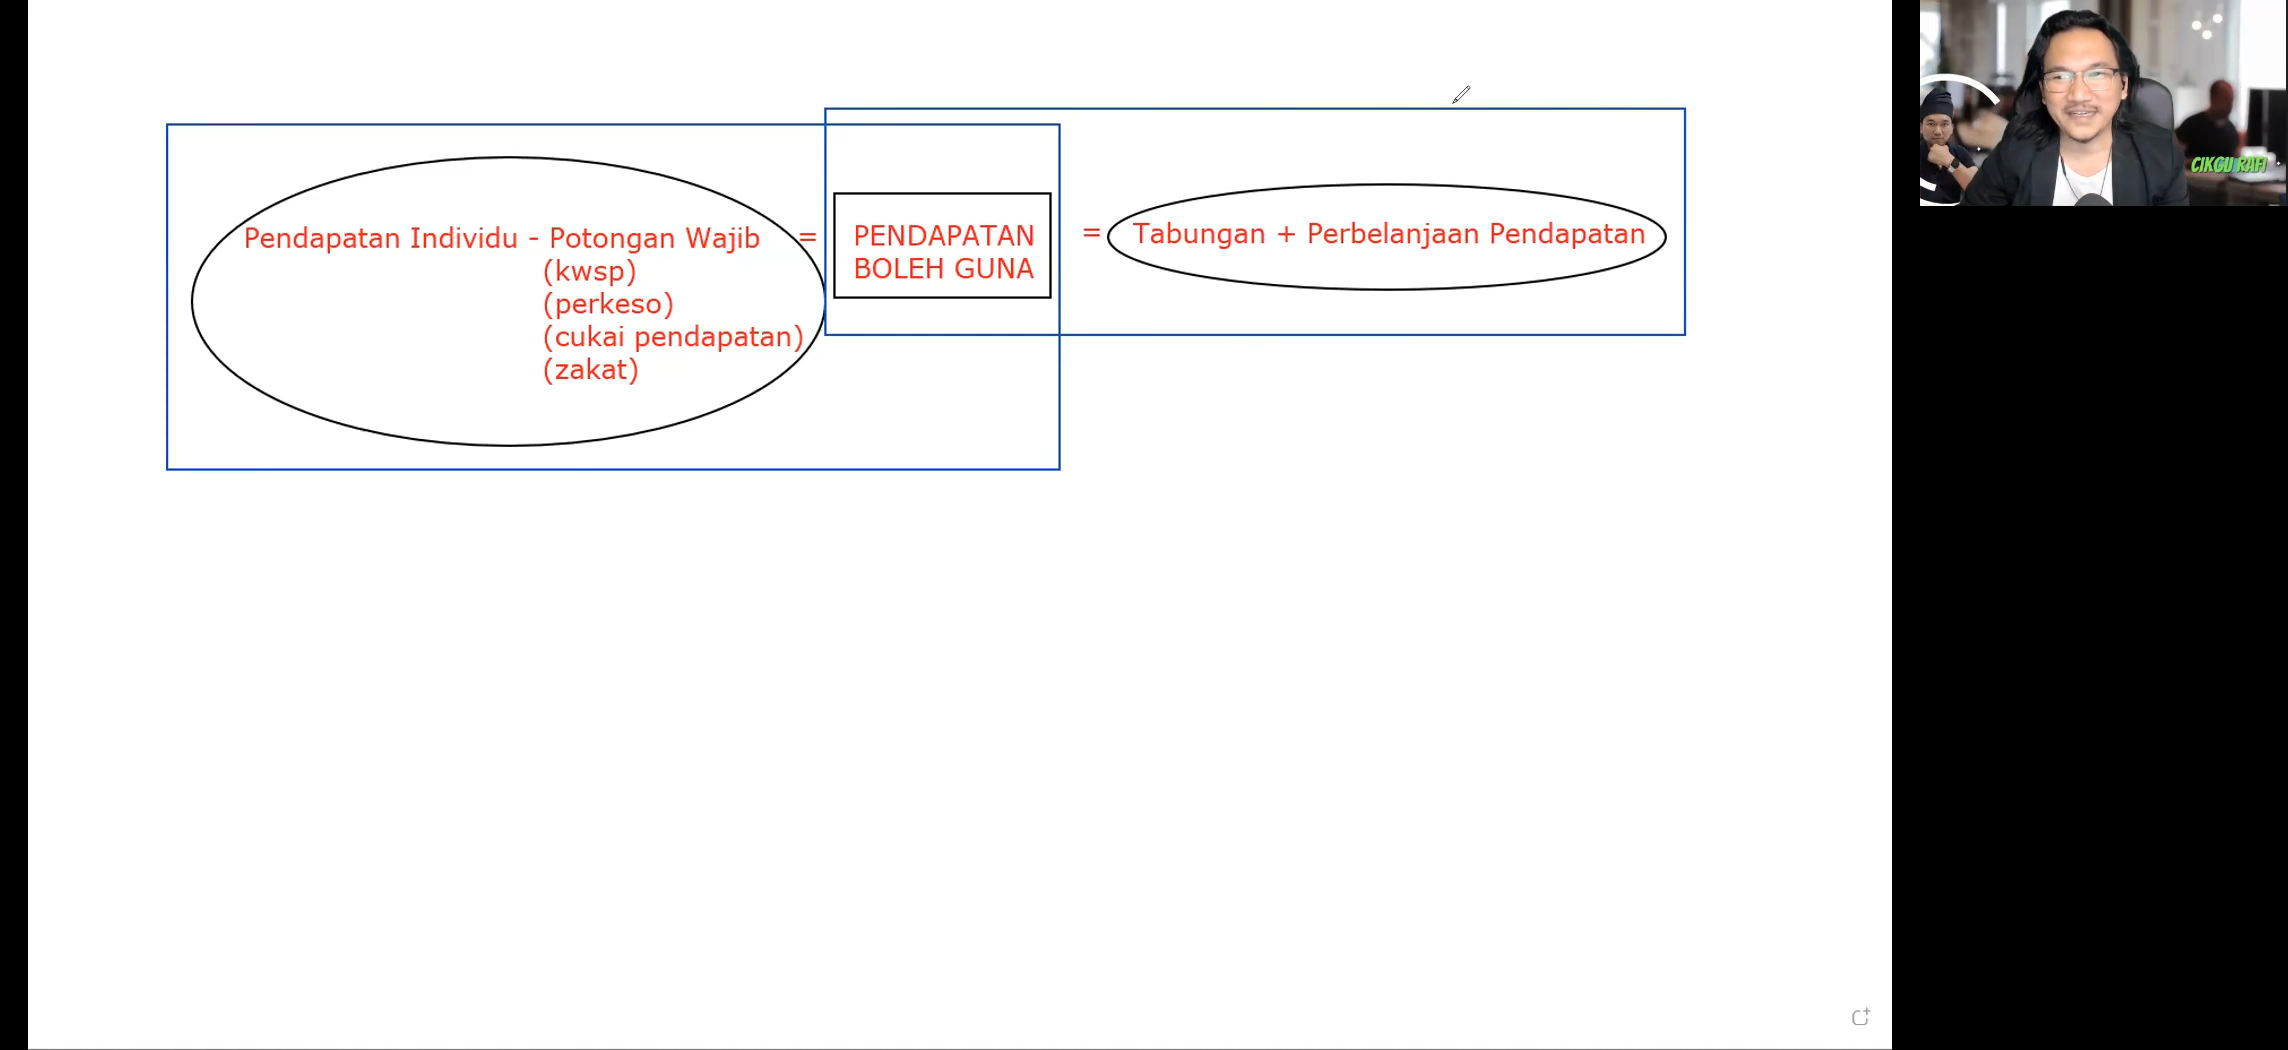 Pendapatan Individu - Potongan Wajib = PENDAPATAN = Tabungan + Perbelanjaan Pendapatan
(kwsp) BOLEH GUNA
(perkeso)
(cukai pendapatan)
(zakat)
CIKGU RAFI